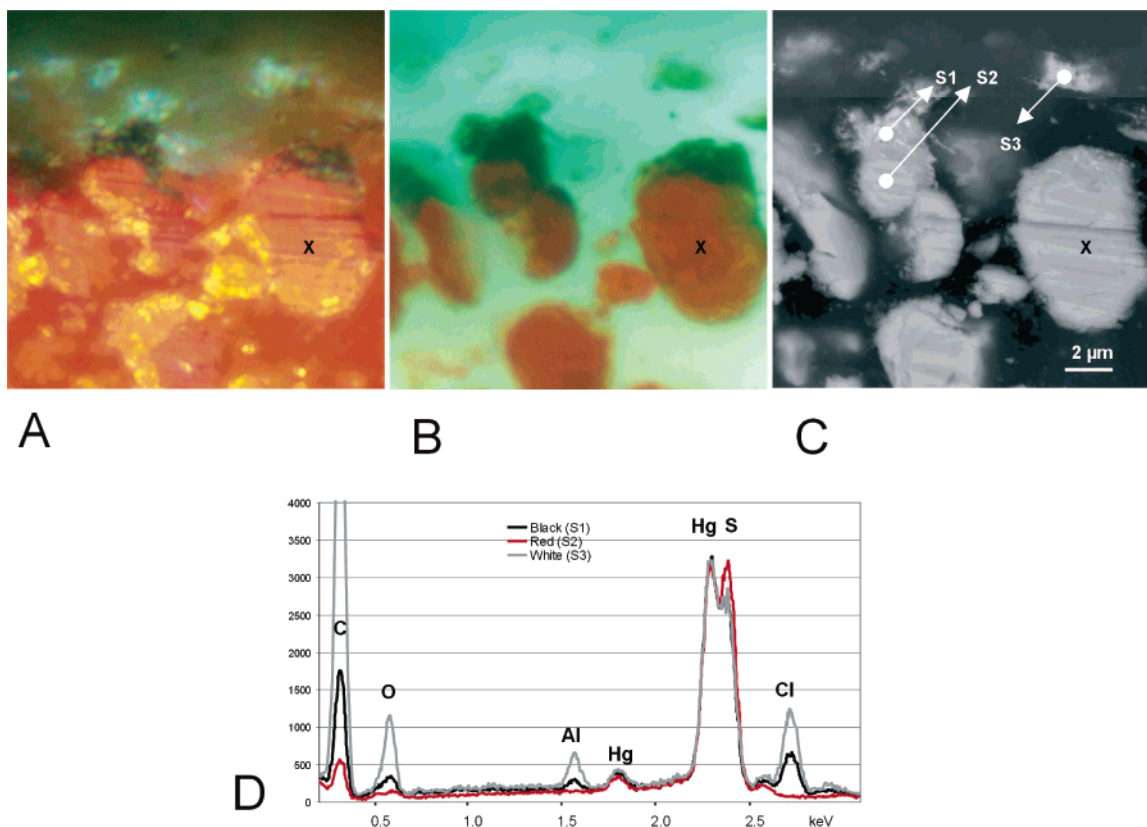 S1 S2
S3
X X X
2 µm
A B C
4000
3500
3000
2500
2000
1500
1000
500
0
Black (S1)
Red (S2)
White (S3)
C
O
Al
Hg
Hg S
Cl
D
0.5 1.0 1.5 2.0 2.5 keV